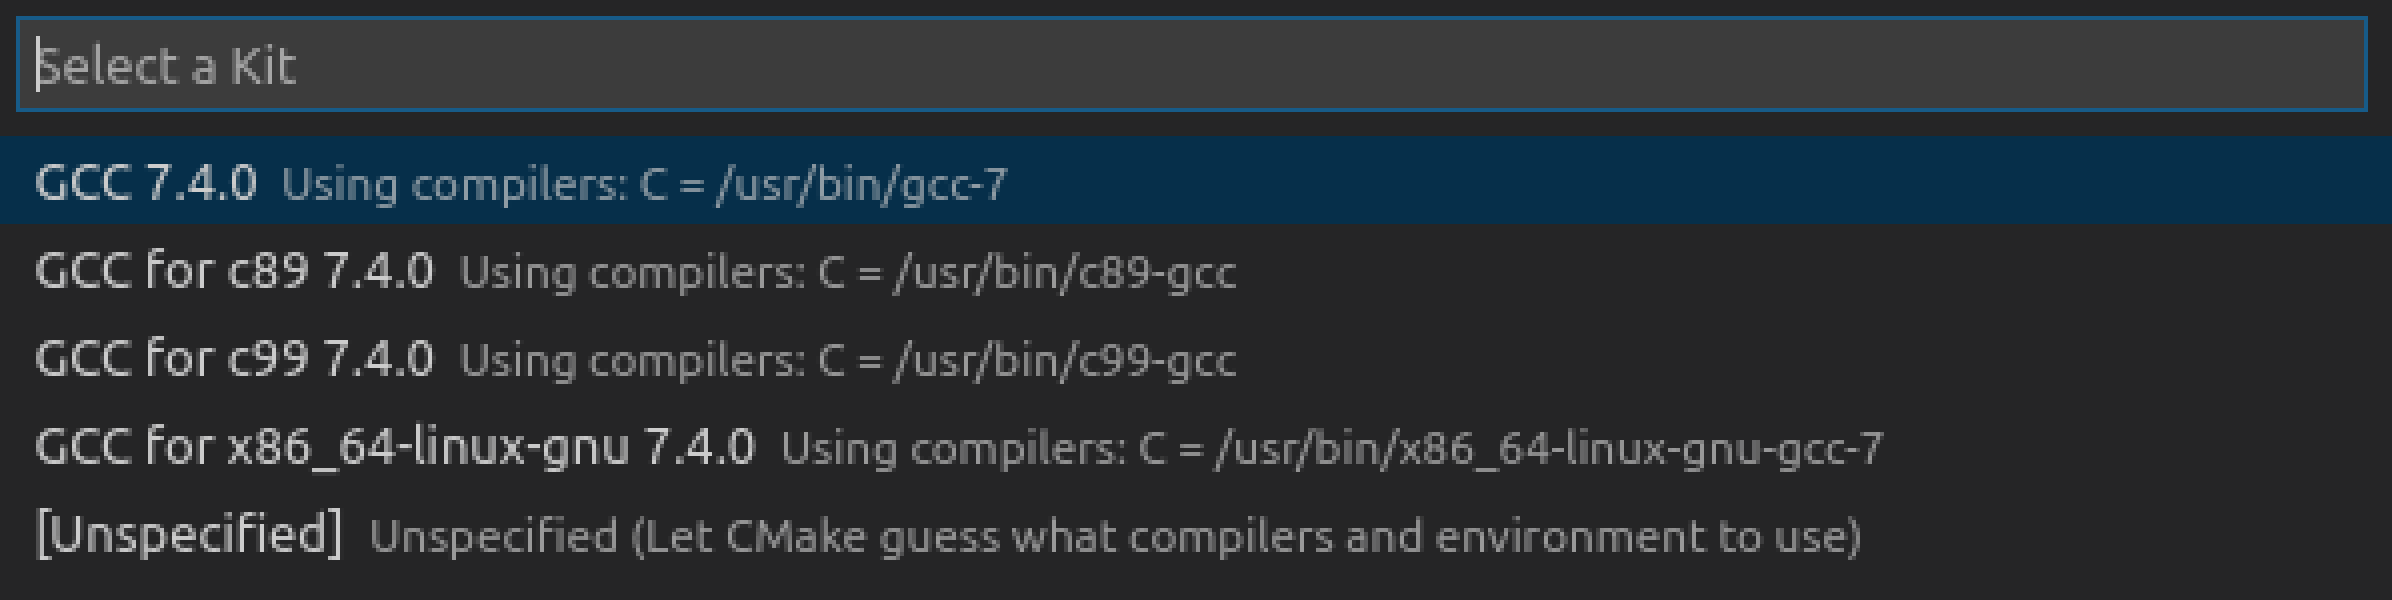 Select a Kit
GCC 7.4.0 Using compilers: C = /usr/bin/gcc-7
GCC for c89 7.4.0 Using compilers: C = /usr/bin/c89-gcc
GCC for c99 7.4.0 Using compilers: C = /usr/bin/c99-gcc
GCC for x86_64-linux-gnu 7.4.0 Using compilers: C = /usr/bin/x86_64-linux-gnu-gcc-7
[Unspecified] Unspecified (Let CMake guess what compilers and environment to use)